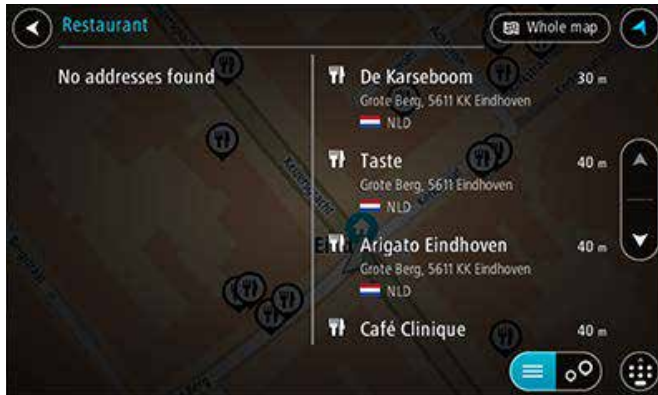 Restaurant
Whole map
No addresses found
De Karseboom
30 m
Grote Berg, 5611 KK Eindhoven
NLD
Taste
40 m
Grote Berg, 5611 Eindhoven
NLD
Arigato Eindhoven
40 m
Grote Berg, 5611 KK Eindhoven
NLD
Café Clinique
40 m